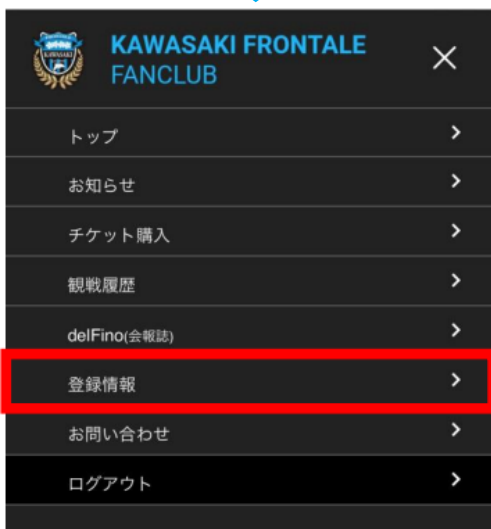 KAWASAKI FRONTALE
FANCLUB
トップ
お知らせ
チケット購入
観戦履歴
delFino(会報誌)
登録情報
お問い合わせ
ログアウト